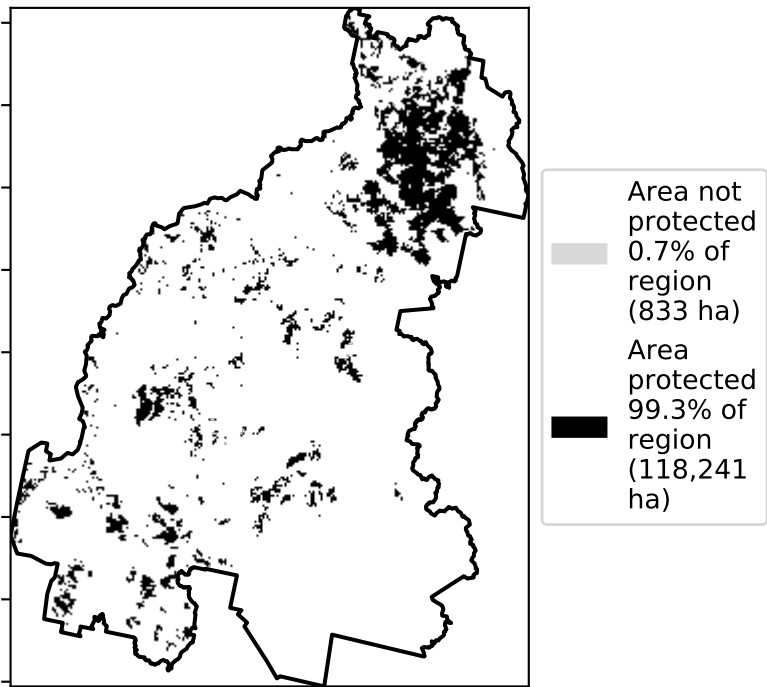 Area not
protected
0.7% of
region
(833 ha)
Area
protected
99.3% of
region
(118,241
ha)